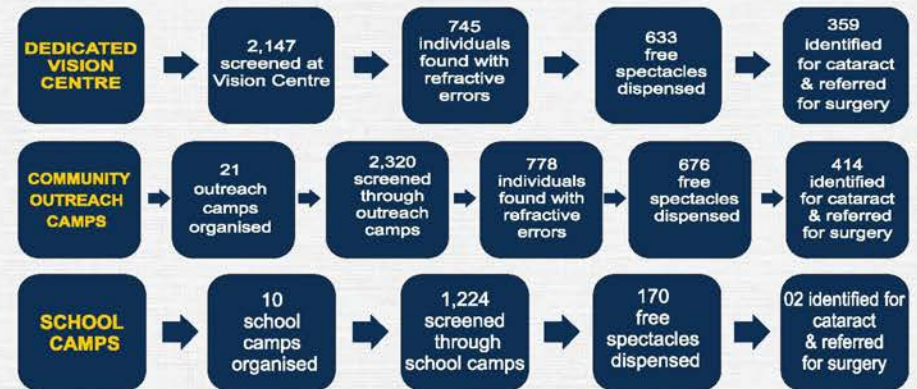 DEDICATED
VISION
CENTRE
2,147
screened at
Vision Centre
745
individuals
found with
refractive
errors
633
free
spectacles
dispensed
359
identified
for cataract
& referred
for surgery
COMMUNITY
OUTREACH
CAMPS
21
outreach
camps
organised
2,320
screened
through
outreach
camps
778
individuals
found with
refractive
errors
676
free
spectacles
dispensed
414
identified
for cataract
& referred
for surgery
SCHOOL
CAMPS
10
school
camps
organised
1,224
screened
through
school camps
170
free
spectacles
dispensed
02 identified for
cataract
& referred
for surgery